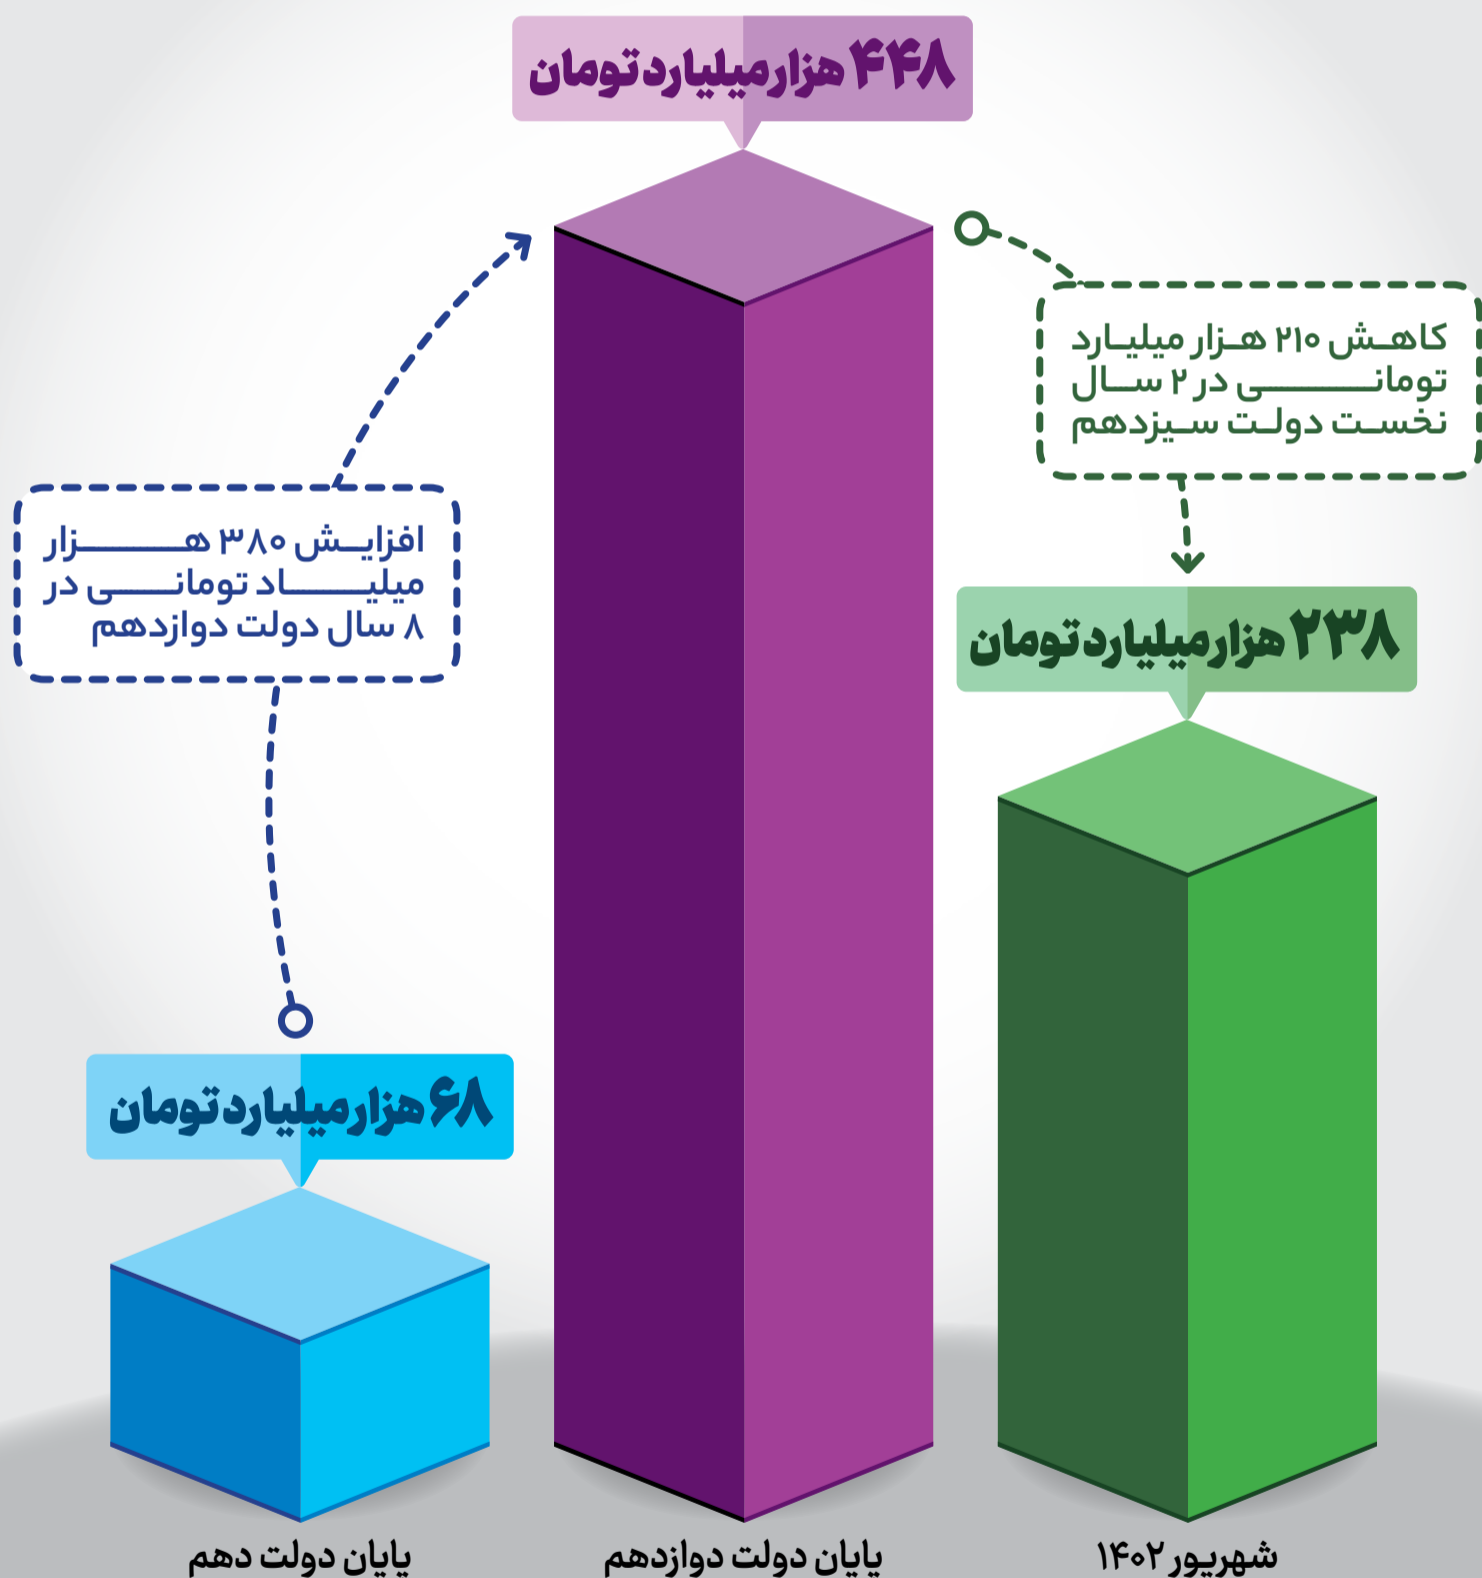 ۴۴۸ هزار میلیارد تومان
کاهش ۲۱۰ هزار میلیارد
تومانی در ۲ سال
نخست دولت سیزدهم
افزایش ۳۸۰ هزار
میلیاد تومانی در
۸ سال دولت دوازدهم
۲۳۸ هزار میلیارد تومان
۶۸ هزار میلیارد تومان
شهریور ۱۴۰۲
پایان دولت دوازدهم
پایان دولت دهم